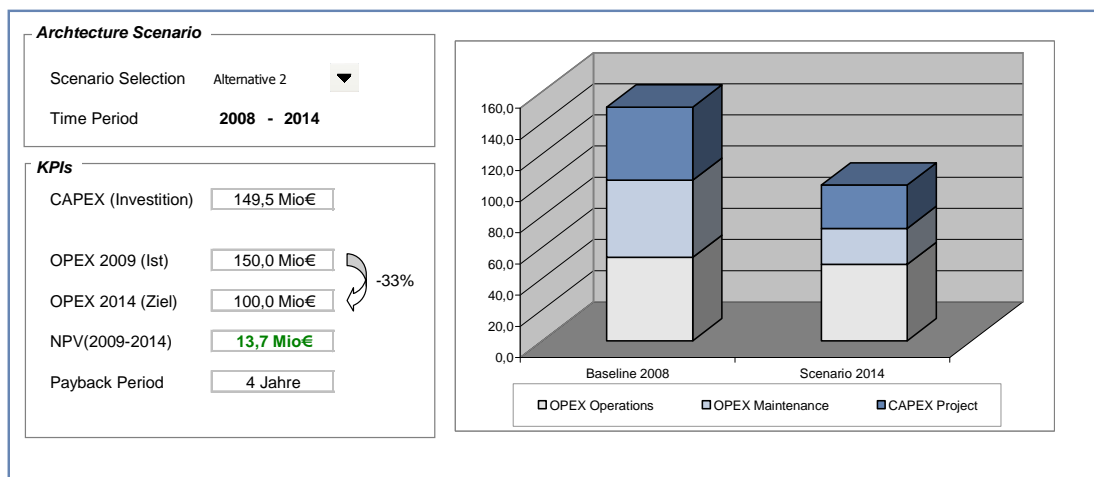 Archtecture Scenario
Scenario Selection Alternative 2
Time Period 2008 - 2014
KPIs
CAPEX (Investition) 149,5 Mio€
OPEX 2009 (Ist) 150,0 Mio€
-33%
OPEX 2014 (Ziel) 100,0 Mio€
NPV(2009-2014) 13,7 Mio€
Payback Period 4 Jahre
160,0
140,0
120,0
100,0
80,0
60,0
40,0
20,0
0,0
Baseline 2008 Scenario 2014
OPEX Operations OPEX Maintenance CAPEX Project